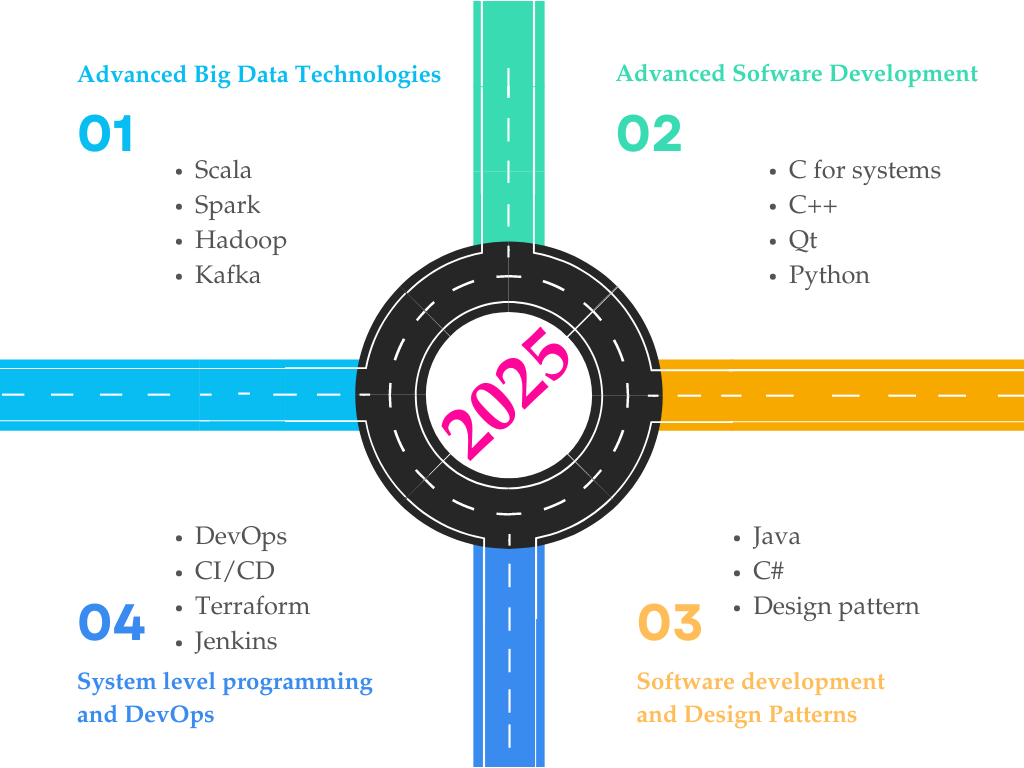 Advanced Big Data Technologies
01
Scala
Spark
Hadoop
Kafka
Advanced Sofware Development
02
C for systems
C++
Qt
Python
2025
DevOps
CI/CD
Terraform
Jenkins
04
System level programming
and DevOps
Java
C#
Design pattern
03
Software development
and Design Patterns